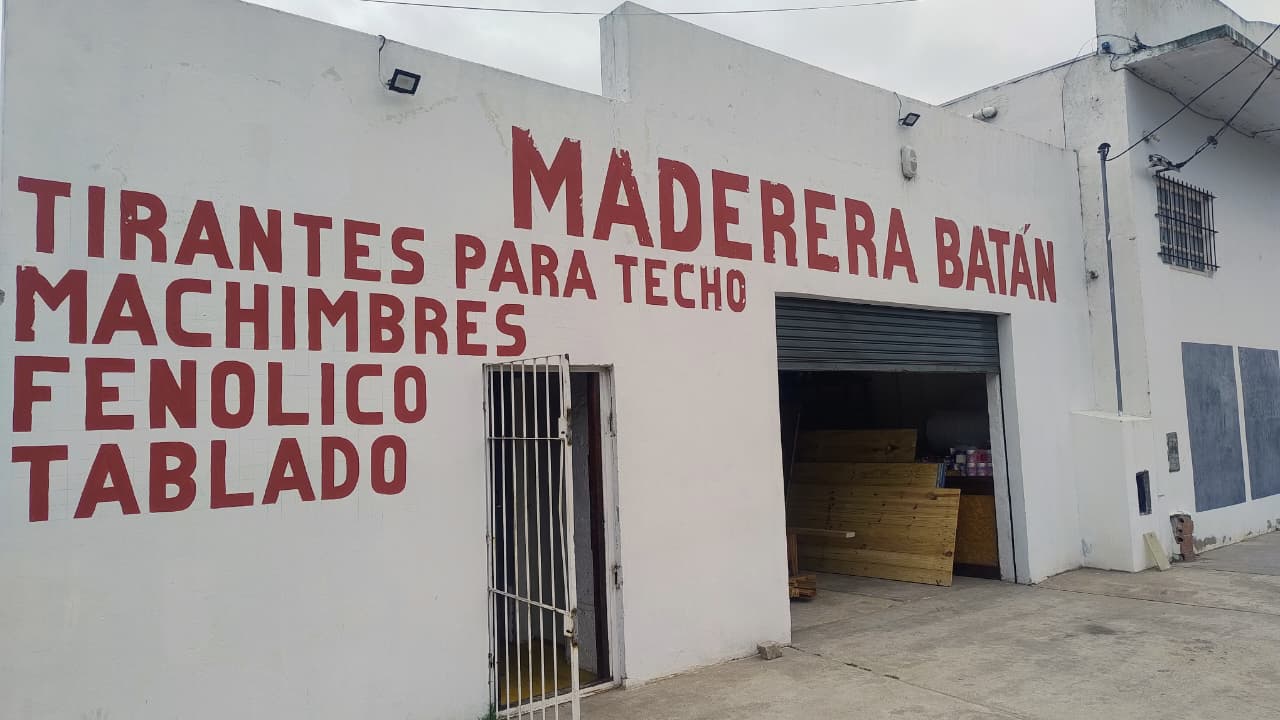 MADERERA BATÁN
TIRANTES PARA TECHO
MACHIMBRES
FENOLICO
TABLADO